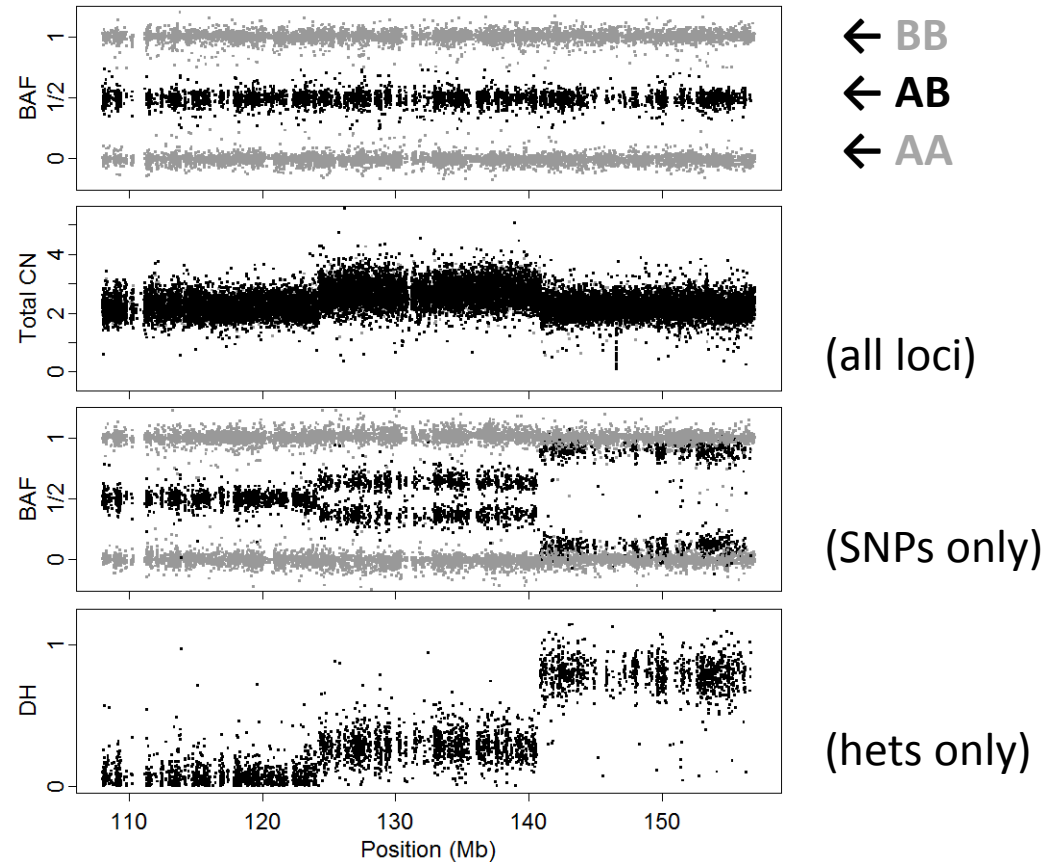 BAF
1
1/2
0
← BB
← AB
← AA
Total CN
4
2
0
(all loci)
BAF
1
1/2
0
(SNPs only)
DH
1
0
(hets only)
110 120 130 140 150
Position (Mb)